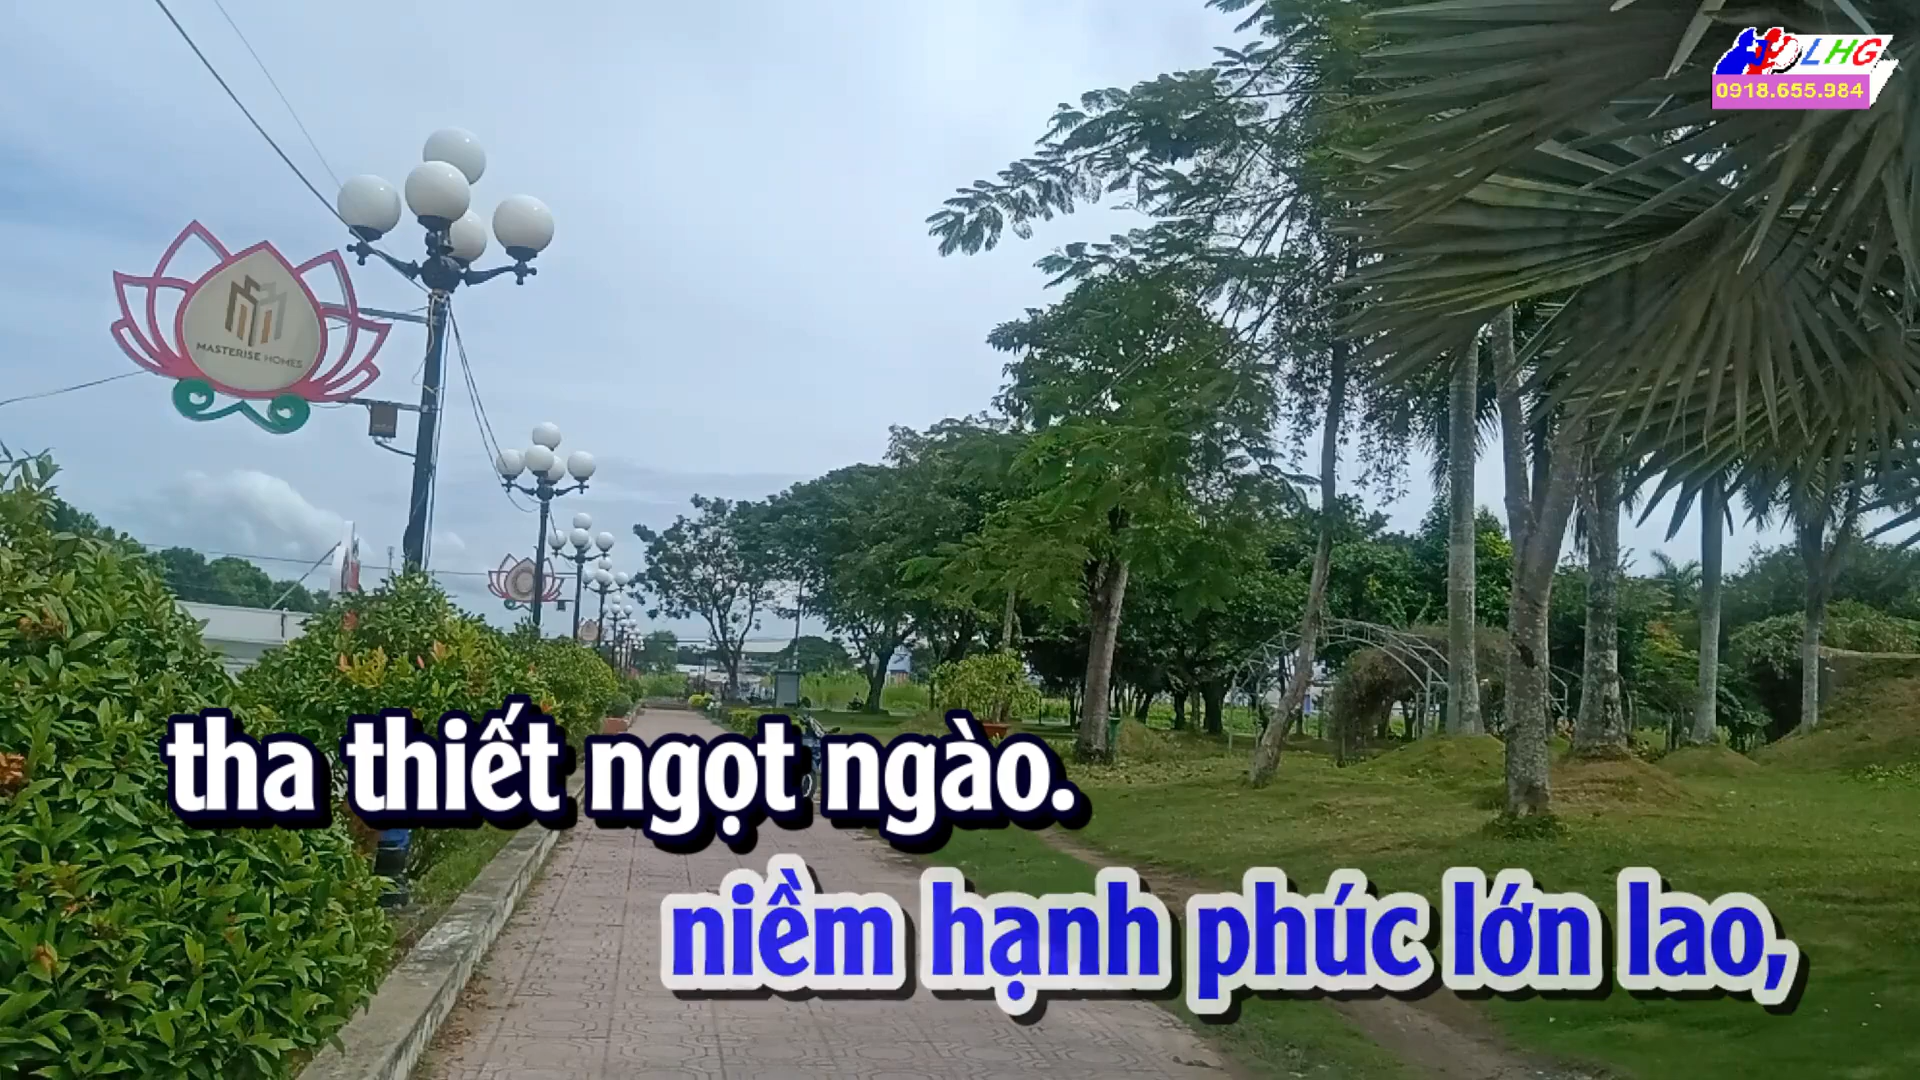 LHG
0918.655.984
MASTERISE HOMES
tha thiết ngọt ngào.
niềm hạnh phúc lớn lao,